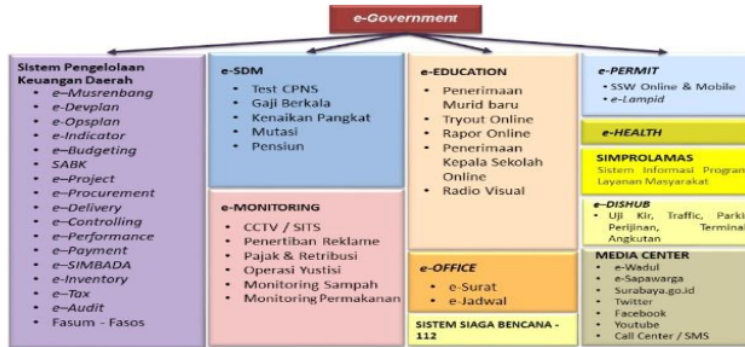 e-Government
Sistem Pengelolaan
Keuangan Daerah
• e-Musrenbang
• e-Devplan
• e-Opsplan
• e-Indicator
• e-Budgeting
• SABK
• e-Project
• e-Procurement
• e-Delivery
• e-Controlling
• e-Performance
• e-Payment
• e-SIMBADA
• e-Inventory
• e-Tax
• e-Audit
• Fasum - Fasos
e-SDM
• Test CPNS
• Gaji Berkala
• Kenaikan Pangkat
• Mutasi
• Pensiun
e-MONITORING
• CCTV / SITS
• Penertiban Reklame
• Pajak & Retribusi
• Operasi Yustisi
• Monitoring Sampah
• Monitoring Permakanan
e-EDUCATION
• Penerimaan
Murid baru
• Tryout Online
• Rapor Online
• Penerimaan
Kepala Sekolah
Online
• Radio Visual
e-OFFICE
• e-Surat
• e-Jadwal
SISTEM SIAGA BENCANA -
112
e-PERMIT
• SSW Online & Mobile
• e-Lampid
e-HEALTH
SIMPROLAMAS
Sistem Informasi Program
Layanan Masyarakat
e-DISHUB
• Uji Kir, Traffic, Parki
Perijinan, Terminal
Angkutan
MEDIA CENTER
• e-Wadul
• e-Sapawarga
• Surabaya.go.id
• Twitter
• Facebook
• Youtube
• Call Center / SMS